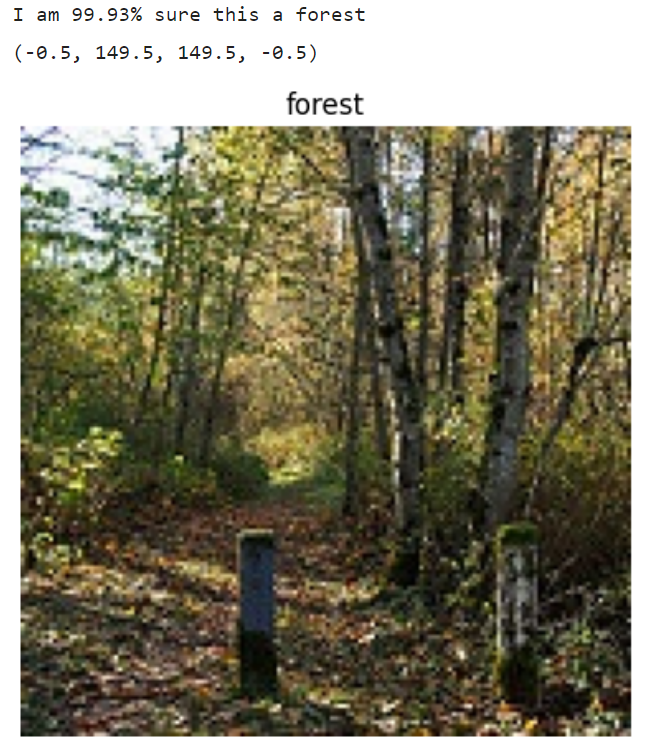 I am 99.93% sure this a forest
(-0.5, 149.5, 149.5, -0.5)
forest